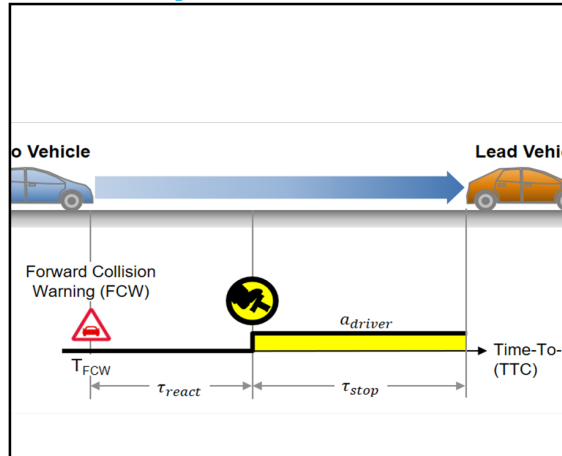 o Vehicle
Lead Vehi
Forward Collision
Warning (FCW)
a_driver
T_FCW
Time-To-
(TTC)
τ_react
τ_stop